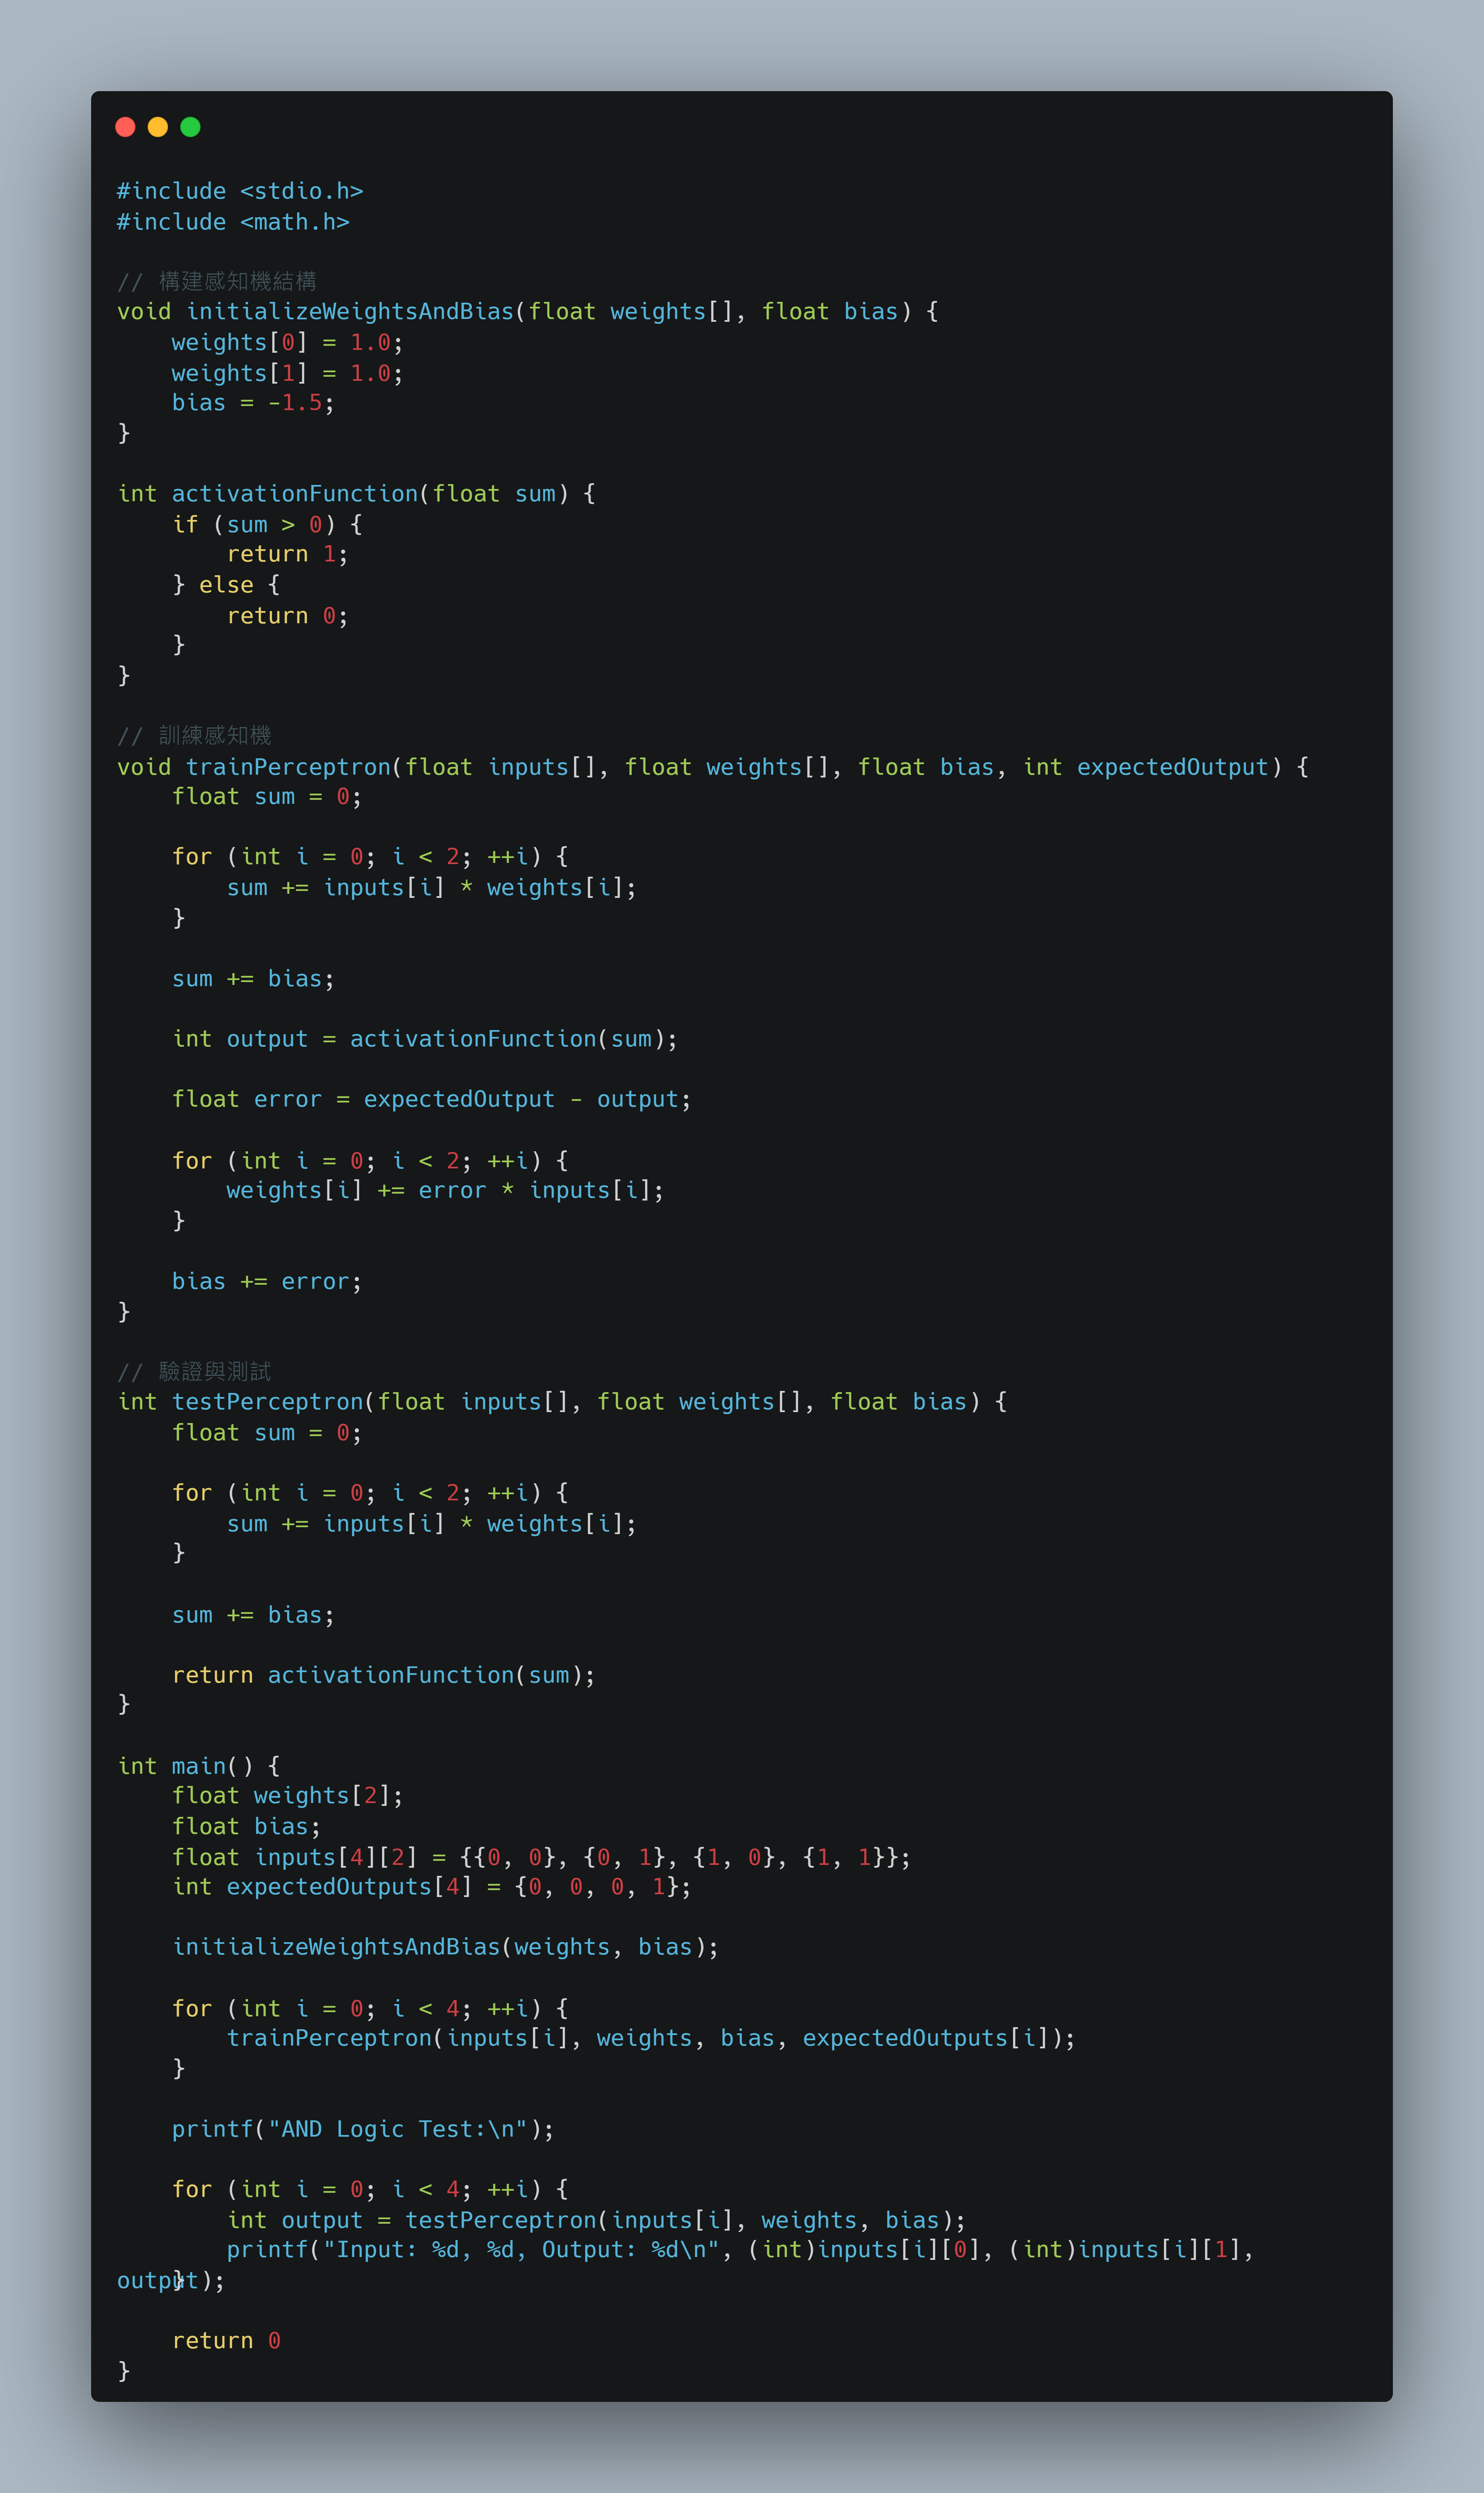 #include <stdio.h>
#include <math.h>

// 構建感知機結構
void initializeWeightsAndBias(float weights[], float bias) {
    weights[0] = 1.0;
    weights[1] = 1.0;
    bias = -1.5;
}

int activationFunction(float sum) {
    if (sum > 0) {
        return 1;
    } else {
        return 0;
    }
}

// 訓練感知機
void trainPerceptron(float inputs[], float weights[], float bias, int expectedOutput) {
    float sum = 0;

    for (int i = 0; i < 2; ++i) {
        sum += inputs[i] * weights[i];
    }

    sum += bias;

    int output = activationFunction(sum);

    float error = expectedOutput - output;

    for (int i = 0; i < 2; ++i) {
        weights[i] += error * inputs[i];
    }

    bias += error;
}

// 驗證與測試
int testPerceptron(float inputs[], float weights[], float bias) {
    float sum = 0;

    for (int i = 0; i < 2; ++i) {
        sum += inputs[i] * weights[i];
    }

    sum += bias;

    return activationFunction(sum);
}

int main() {
    float weights[2];
    float bias;
    float inputs[4][2] = {{0, 0}, {0, 1}, {1, 0}, {1, 1}};
    int expectedOutputs[4] = {0, 0, 0, 1};

    initializeWeightsAndBias(weights, bias);

    for (int i = 0; i < 4; ++i) {
        trainPerceptron(inputs[i], weights, bias, expectedOutputs[i]);
    }

    printf("AND Logic Test:\n");

    for (int i = 0; i < 4; ++i) {
        int output = testPerceptron(inputs[i], weights, bias);
        printf("Input: %d, %d, Output: %d\n", (int)inputs[i][0], (int)inputs[i][1],
output);
    }

    return 0
}